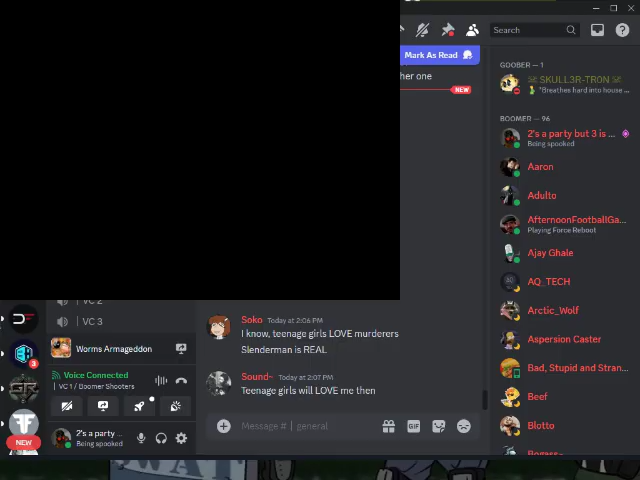 Search
Mark As Read
her one
NEW
GOOBER — 1
☠ SKULL3R-TR0N ☠
"Breathes hard into house ...
BOOMER — 96
2's a party but 3 is ...
Being spooked
Aaron
Adulto
AfternoonFootballGa...
Playing Force Reboot
Ajay Ghale
AQ_TECH
Arctic_Wolf
Aspersion Caster
Bad, Stupid and Stran...
Beef
Blotto
Bogass~
VC 2
VC 3
Worms Armageddon
3
Voice Connected
VC 1 / Boomer Shooters
2's a party ...
Being spooked
NEW
Soko Today at 2:06 PM
I know, teenage girls LOVE murderers
Slenderman is REAL
Sound~ Today at 2:07 PM
Teenage girls will LOVE me then
Message # | general
GIF